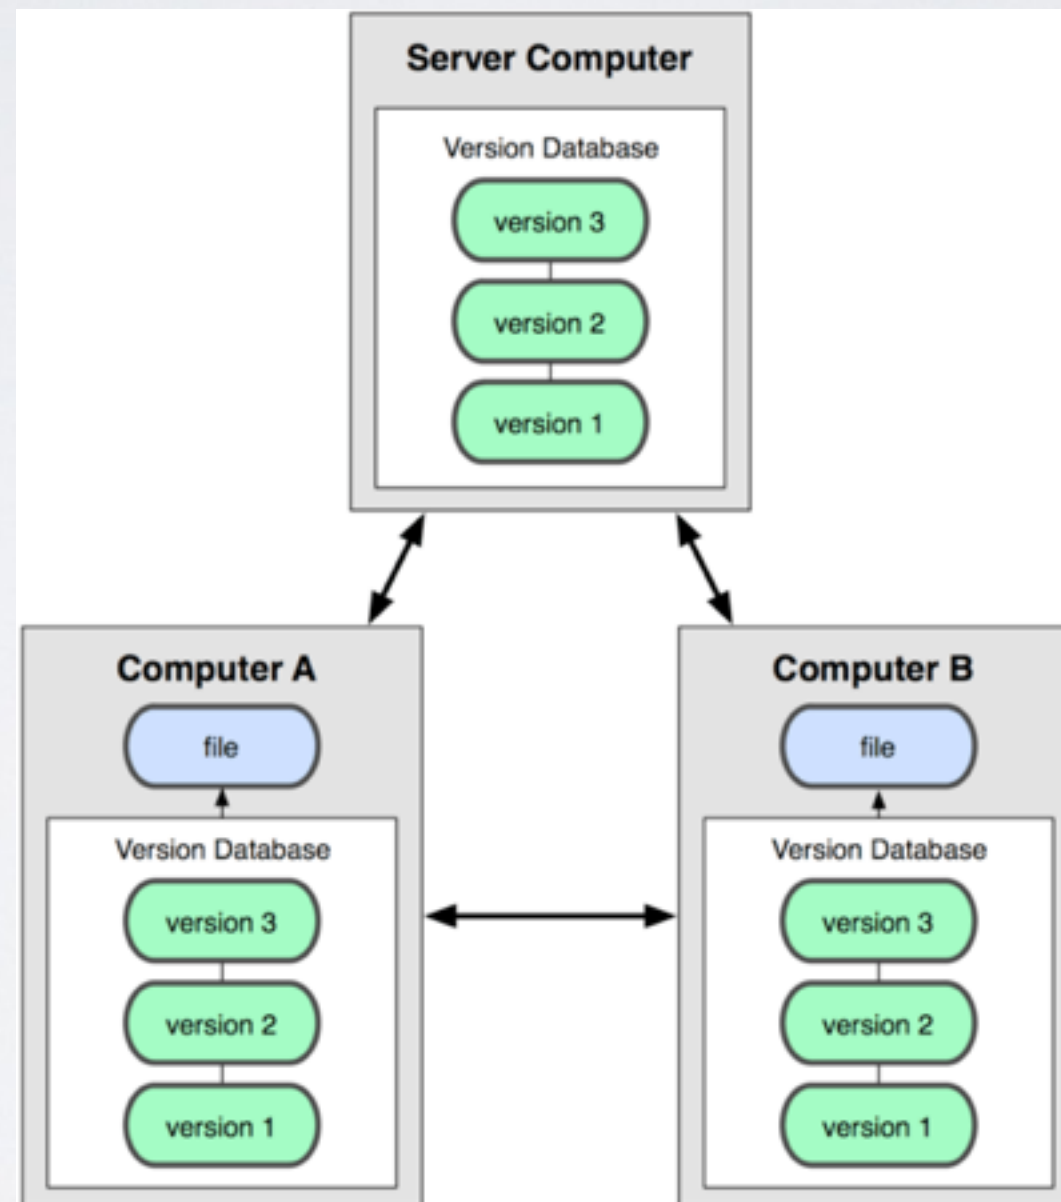 Server Computer
Version Database
version 3
version 2
version 1
Computer A
file
Version Database
version 3
version 2
version 1
Computer B
file
Version Database
version 3
version 2
version 1